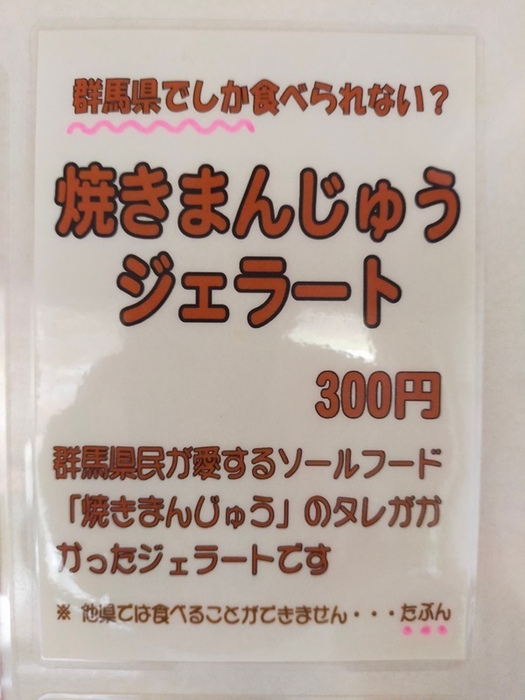 群馬県でしか食べられない？
焼きまんじゅう
ジェラート
300円
群馬県民が愛するソールフード
「焼きまんじゅう」のタレがか
かったジェラートです
※ 他県では食べることができません・・・たぶん